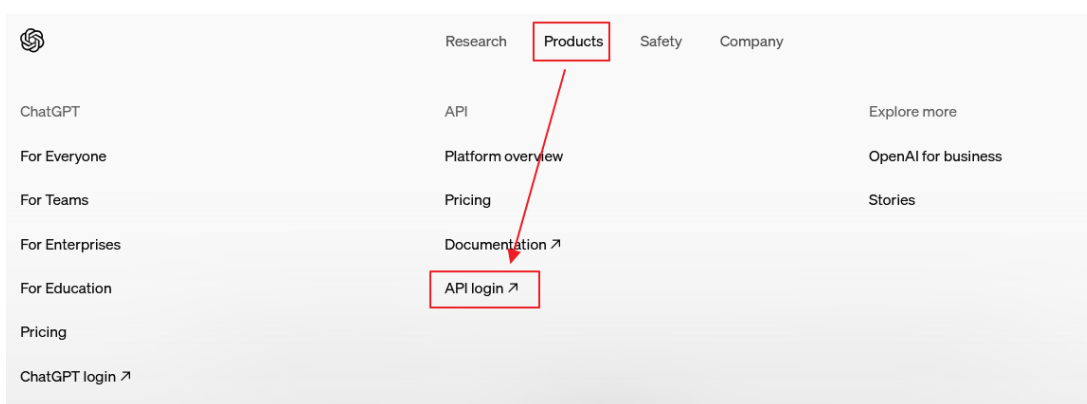 Research Products Safety Company
ChatGPT
For Everyone
For Teams
For Enterprises
For Education
Pricing
ChatGPT login ↗
API
Platform overview
Pricing
Documentation ↗
API login ↗
Explore more
OpenAI for business
Stories